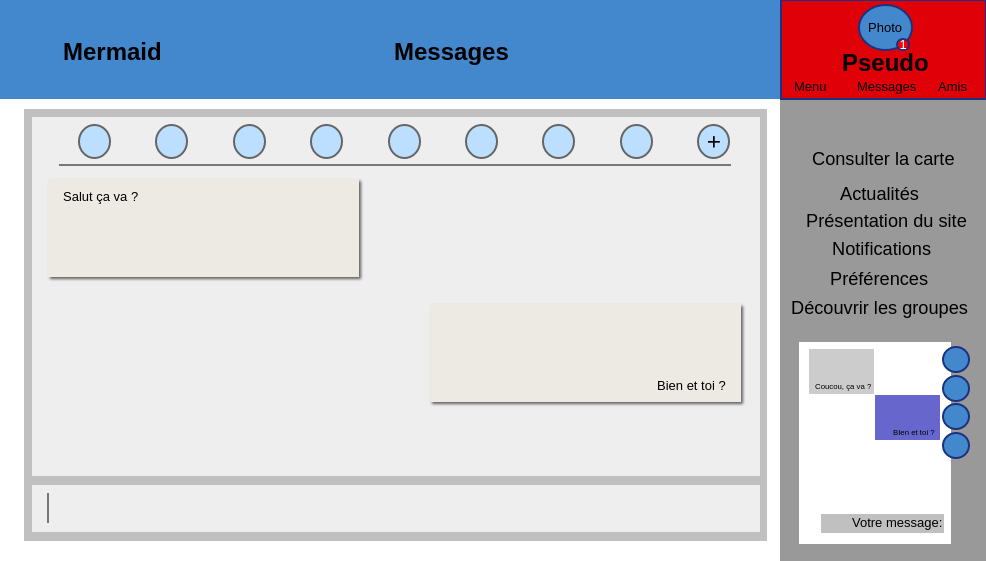 Mermaid
Messages
Photo
1
Pseudo
Menu Messages Amis
+
Salut ça va ?
Bien et toi ?
Consulter la carte
Actualités
Présentation du site
Notifications
Préférences
Découvrir les groupes
Coucou, ça va ?
BIen et toi ?
Votre message: